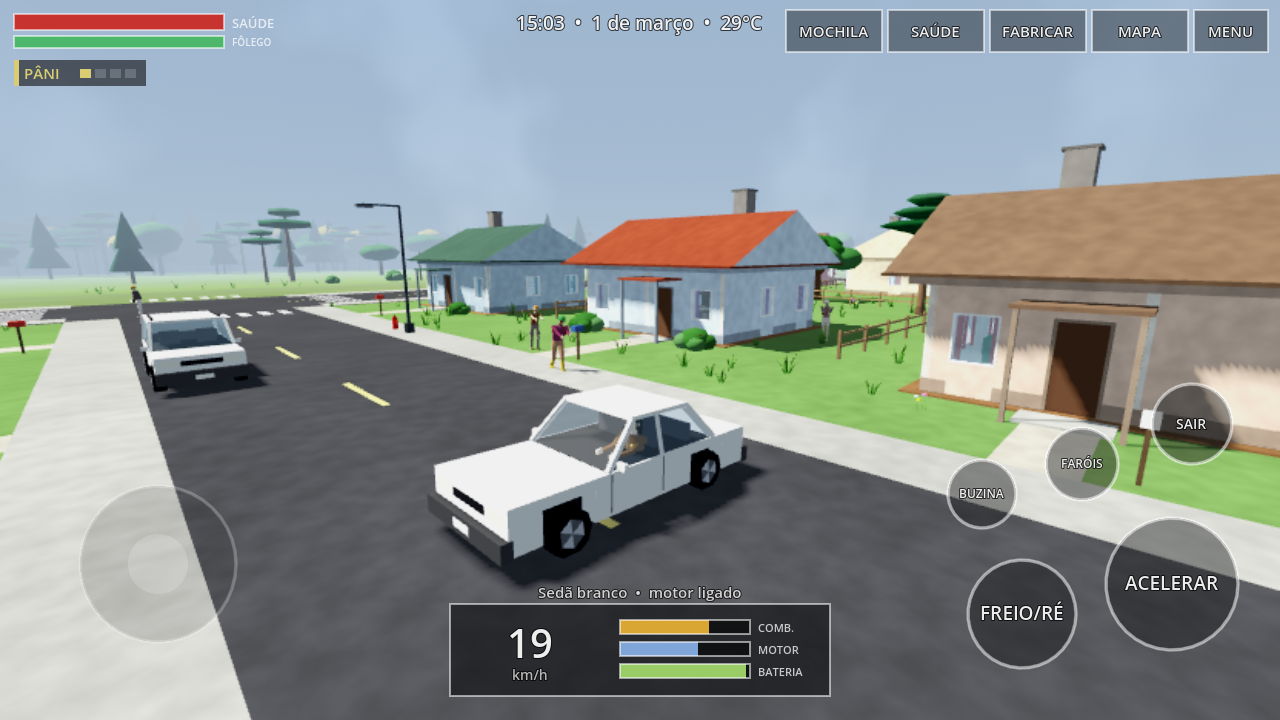 SAÚDE
FÔLEGO
PÂNI
15:03 • 1 de março • 29°C
MOCHILA
SAÚDE
FABRICAR
MAPA
MENU
SAIR
FARÓIS
BUZINA
ACELERAR
FREIO/RÉ
Sedã branco • motor ligado
19
km/h
COMB.
MOTOR
BATERIA